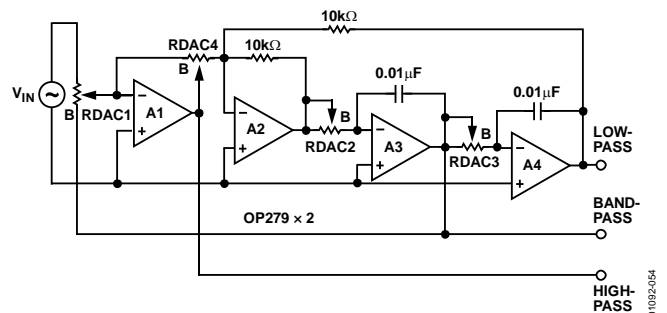 10kΩ
RDAC4
10kΩ
B
0.01µF
0.01µF
VIN
B
RDAC1
–
A1
+
–
A2
+
B
RDAC2
–
A3
+
B
RDAC3
–
A4
+
LOW-
PASS
OP279 × 2
BAND-
PASS
HIGH-
PASS
01092-054